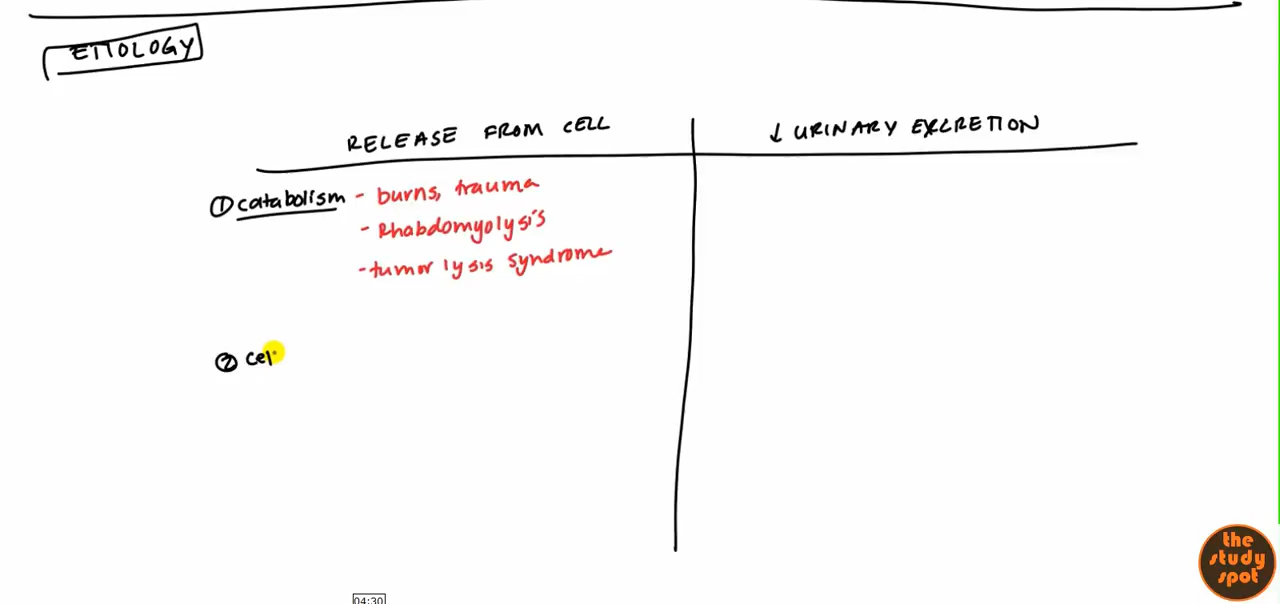 ETIOLOGY
RELEASE FROM CELL
↓ URINARY EXCRETION
① catabolism - burns, trauma
- Rhabdomyolysis
- tumor lysis syndrome
② cel
the
study
spot
04:30